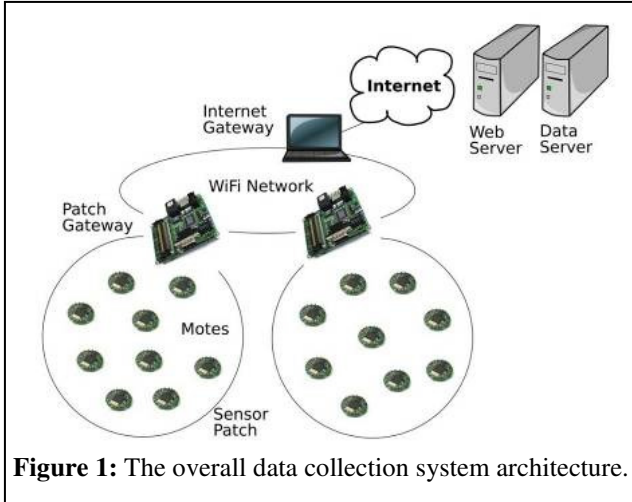 Internet
Internet
Gateway
Web
Server
Data
Server
WiFi Network
Patch
Gateway
Motes
Sensor
Patch
Figure 1: The overall data collection system architecture.